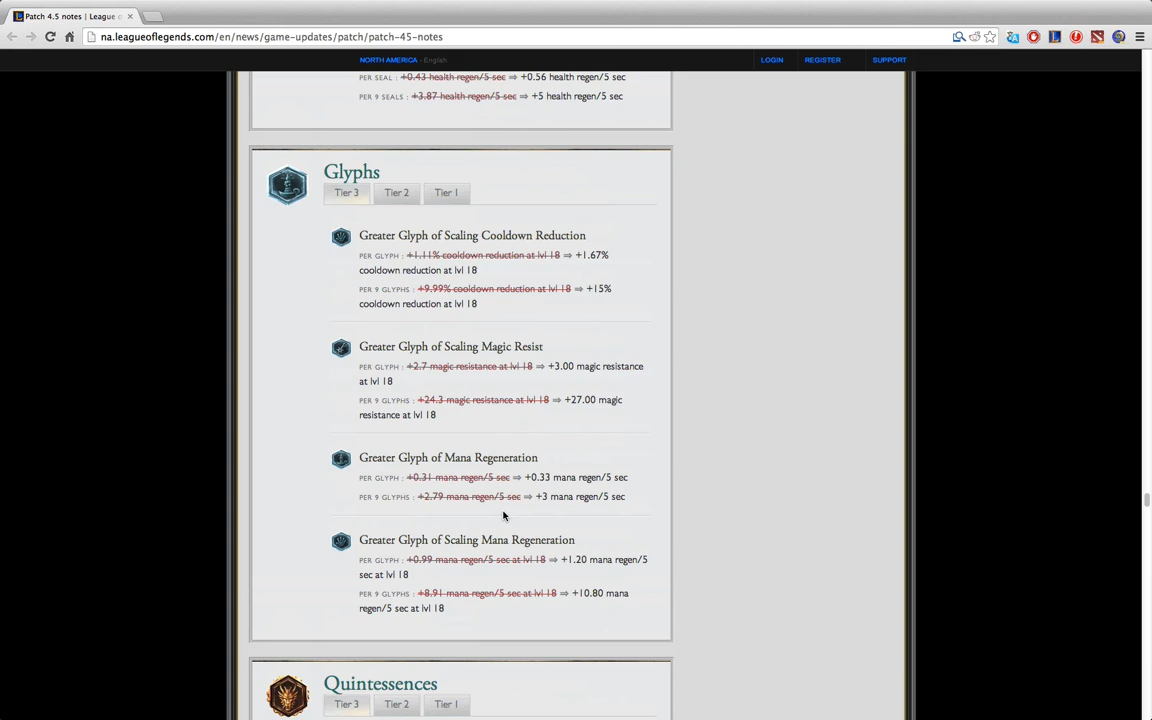 Patch 4.5 notes | League
na.leagueoflegends.com/en/news/game-updates/patch/patch-45-notes
NORTH AMERICA - English LOGIN REGISTER SUPPORT
PER SEAL : +0.43 health regen/5 sec ⇒ +0.56 health regen/5 sec
PER 9 SEALS : +3.87 health regen/5 sec ⇒ +5 health regen/5 sec
Glyphs
Tier 3 Tier 2 Tier 1
Greater Glyph of Scaling Cooldown Reduction
PER GLYPH : +1.11% cooldown reduction at lvl 18 ⇒ +1.67%
cooldown reduction at lvl 18
PER 9 GLYPHS : +9.99% cooldown reduction at lvl 18 ⇒ +15%
cooldown reduction at lvl 18
Greater Glyph of Scaling Magic Resist
PER GLYPH : +2.7 magic resistance at lvl 18 ⇒ +3.00 magic resistance
at lvl 18
PER 9 GLYPHS : +24.3 magic resistance at lvl 18 ⇒ +27.00 magic
resistance at lvl 18
Greater Glyph of Mana Regeneration
PER GLYPH : +0.31 mana regen/5 sec ⇒ +0.33 mana regen/5 sec
PER 9 GLYPHS : +2.79 mana regen/5 sec ⇒ +3 mana regen/5 sec
Greater Glyph of Scaling Mana Regeneration
PER GLYPH : +0.99 mana regen/5 sec at lvl 18 ⇒ +1.20 mana regen/5
sec at lvl 18
PER 9 GLYPHS : +8.91 mana regen/5 sec at lvl 18 ⇒ +10.80 mana
regen/5 sec at lvl 18
Quintessences
Tier 3 Tier 2 Tier 1